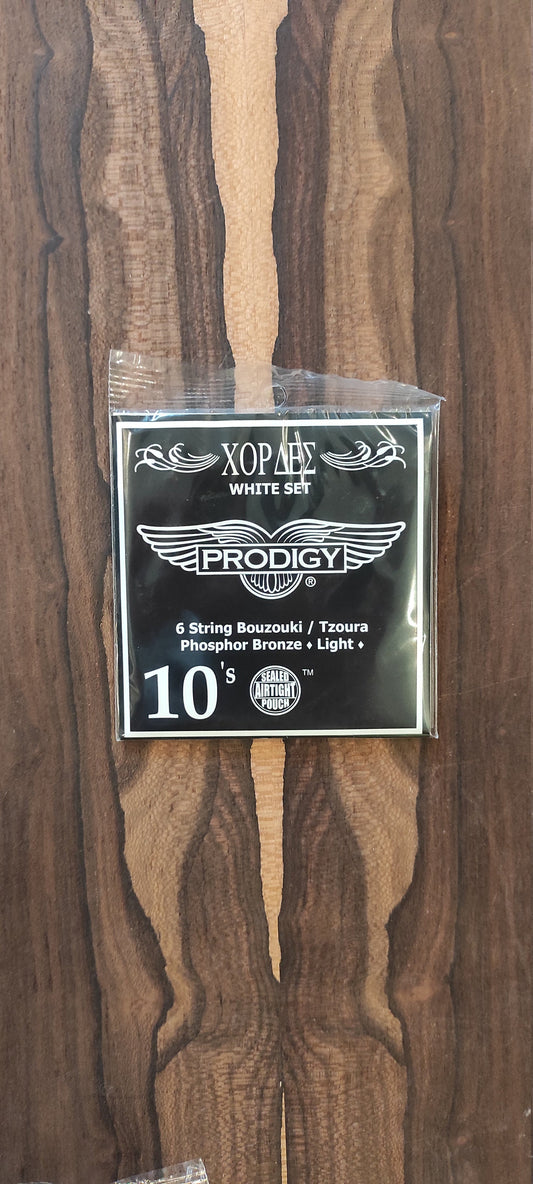 ΧΟΡΔΕΣ
WHITE SET
PRODIGY
®
6 String Bouzouki / Tzoura
Phosphor Bronze ♦ Light ♦
10's
SEALED
AIRTIGHT
POUCH
TM